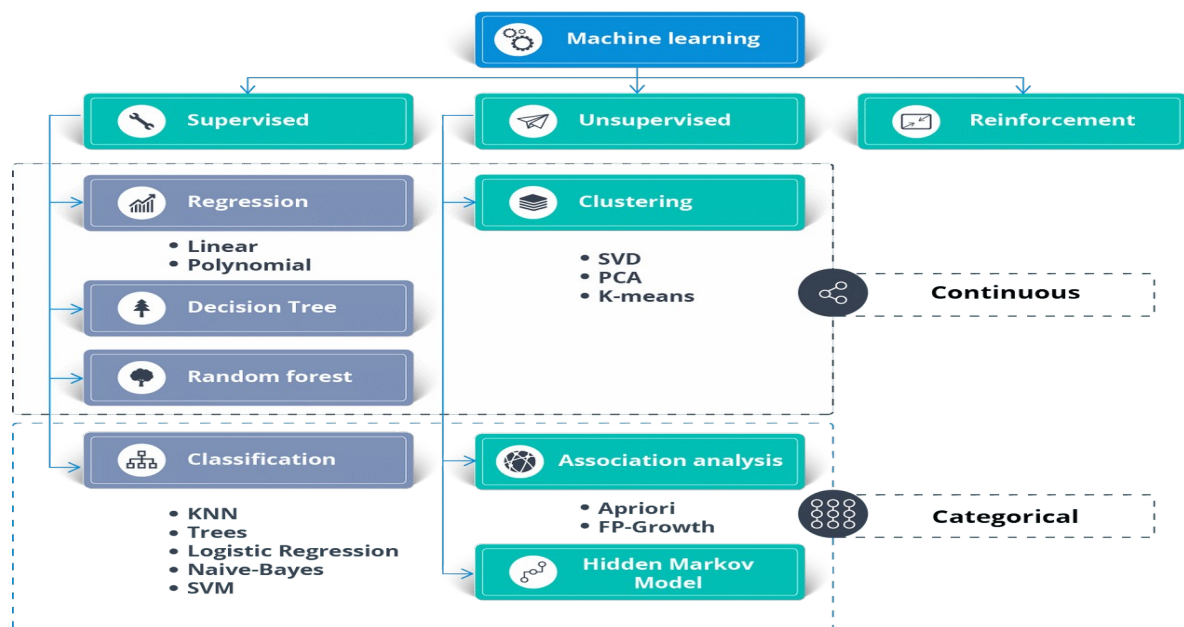 Machine learning
Supervised
Unsupervised
Reinforcement
Regression
• Linear
• Polynomial
Decision Tree
Random forest
Clustering
• SVD
• PCA
• K-means
Continuous
Classification
• KNN
• Trees
• Logistic Regression
• Naive-Bayes
• SVM
Association analysis
• Apriori
• FP-Growth
Hidden Markov
Model
Categorical